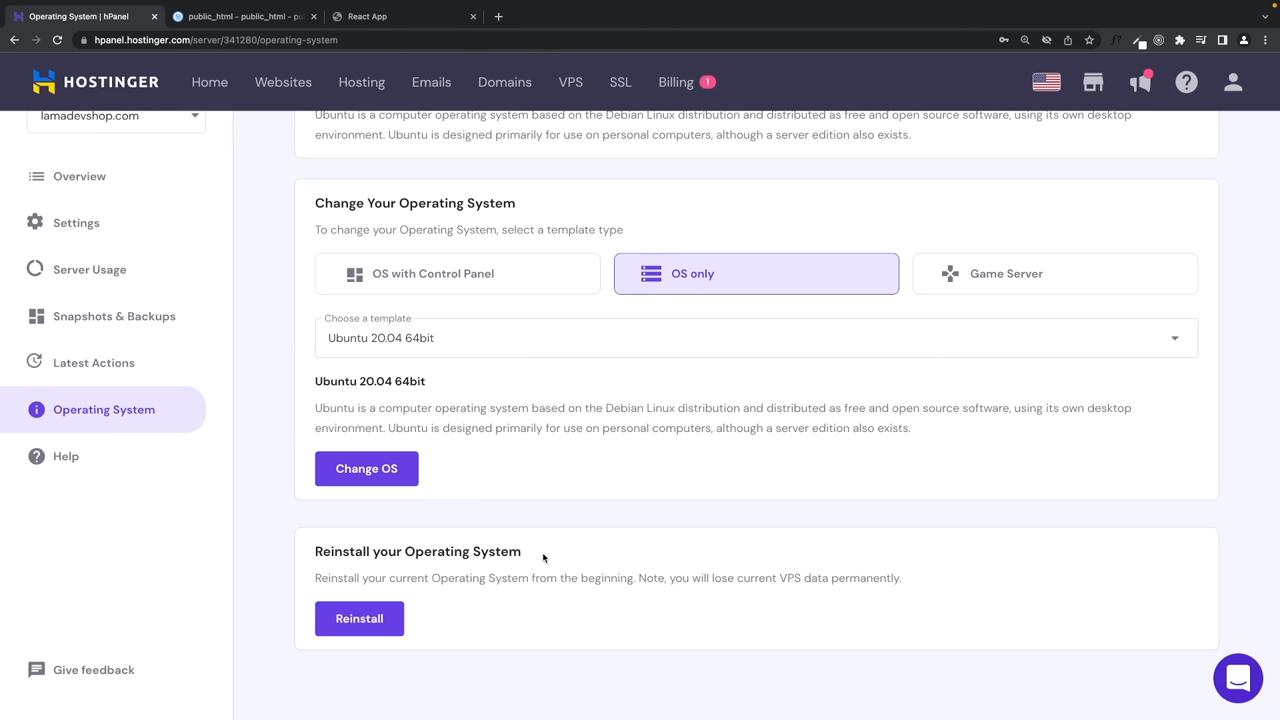 Operating System | hPanel
public_html - public_html - pu
React App
hpanel.hostinger.com/server/341280/operating-system
HOSTINGER
Home
Websites
Hosting
Emails
Domains
VPS
SSL
Billing
1
lamadevshop.com
Overview
Settings
Server Usage
Snapshots & Backups
Latest Actions
Operating System
Help
Give feedback
Ubuntu is a computer operating system based on the Debian Linux distribution and distributed as free and open source software, using its own desktop
environment. Ubuntu is designed primarily for use on personal computers, although a server edition also exists.
Change Your Operating System
To change your Operating System, select a template type
OS with Control Panel
OS only
Game Server
Choose a template
Ubuntu 20.04 64bit
Ubuntu 20.04 64bit
Ubuntu is a computer operating system based on the Debian Linux distribution and distributed as free and open source software, using its own desktop
environment. Ubuntu is designed primarily for use on personal computers, although a server edition also exists.
Change OS
Reinstall your Operating System
Reinstall your current Operating System from the beginning. Note, you will lose current VPS data permanently.
Reinstall